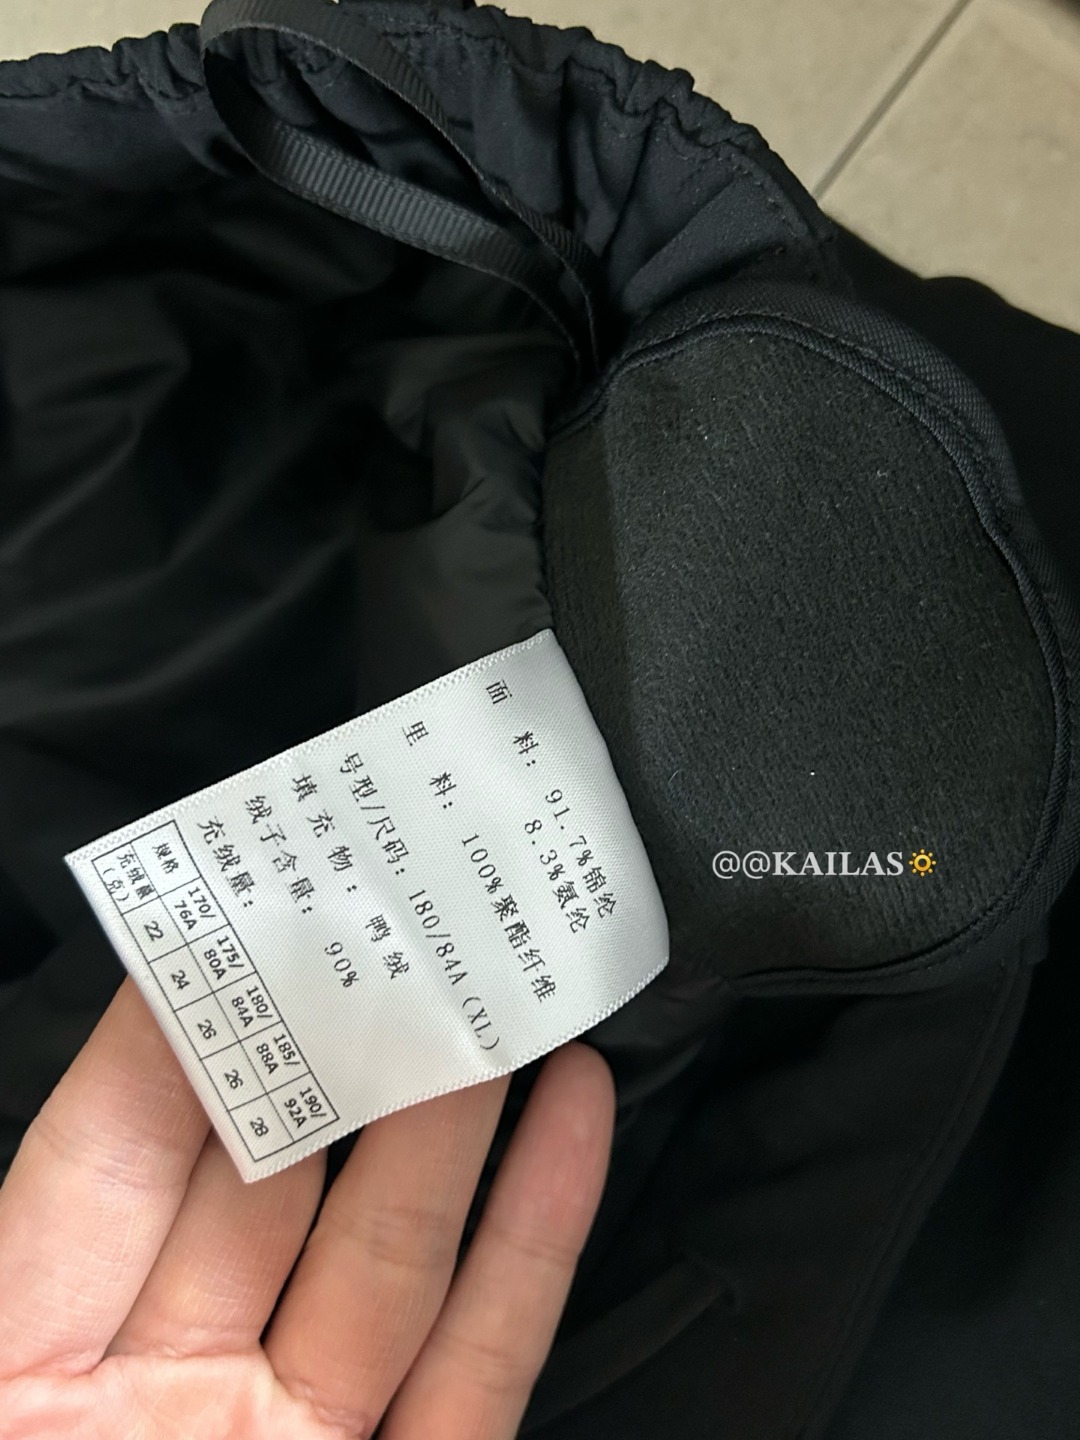 面 料: 91.7%锦纶
8.3%氨纶
里 料: 100%聚酯纤维
号型/尺码: 180/84A (XL)
填 充 物: 鸭 绒
绒子含量: 90%
充绒量:
规格 170/76A 175/80A 180/84A 185/88A 190/92A
充绒量(克) 22 24 26 26 28
@@KAILAS🔅